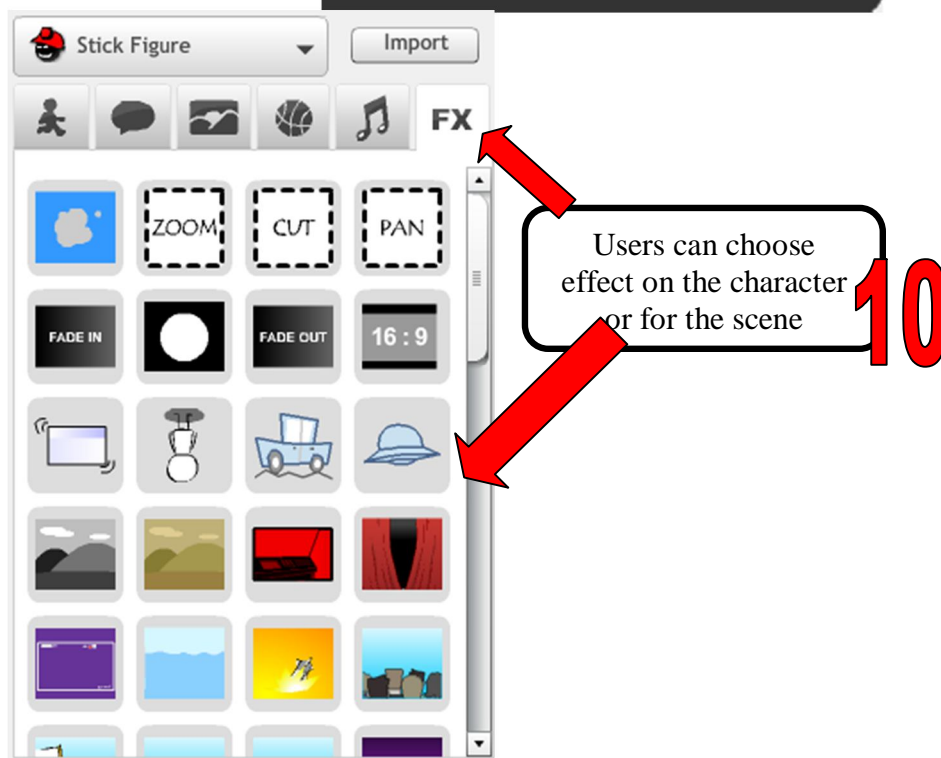 Stick Figure
Import
FX
ZOOM
CUT
PAN
FADE IN
FADE OUT
16 : 9
Users can choose
effect on the character
or for the scene
10